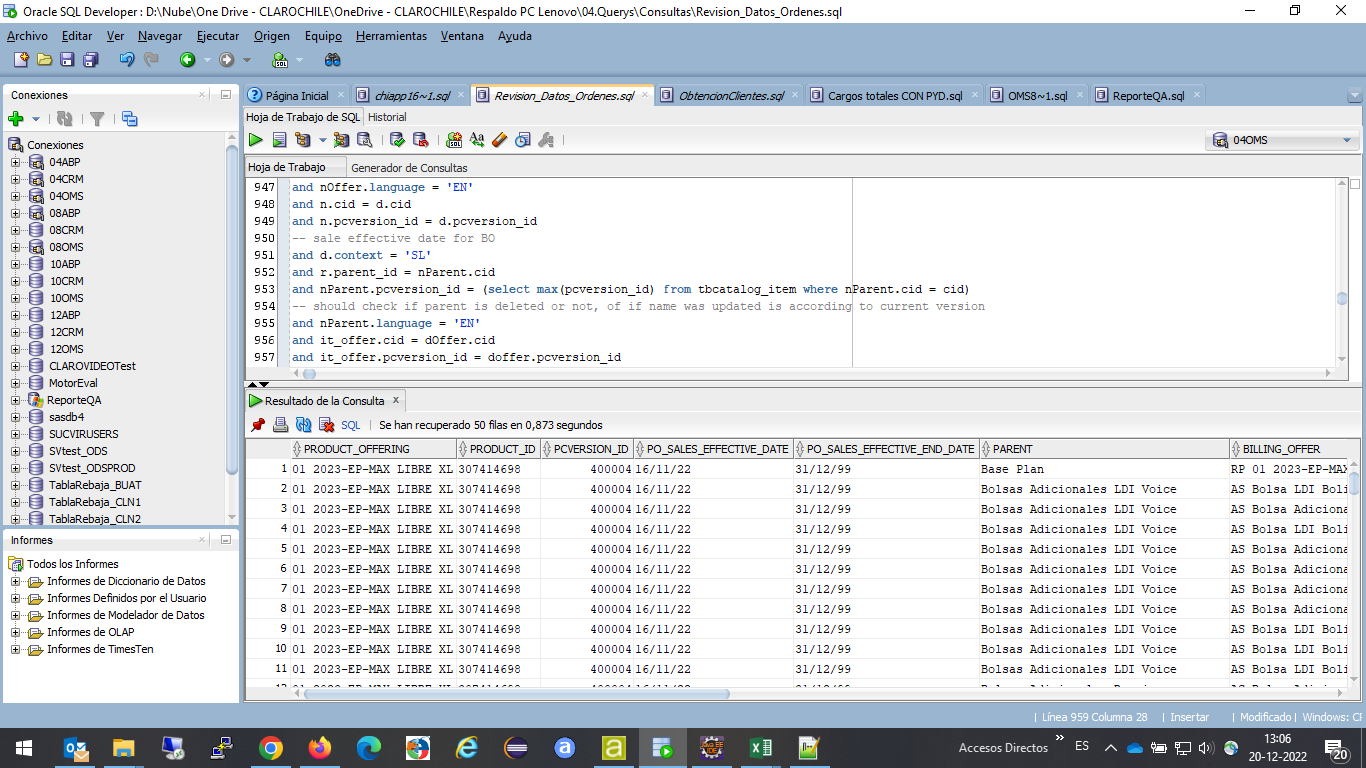 Oracle SQL Developer : D:\Nube\One Drive - CLAROCHILE\OneDrive - CLAROCHILE\Respaldo PC Lenovo\04.Querys\Consultas\Revision_Datos_Ordenes.sql
Archivo Editar Ver Navegar Ejecutar Origen Equipo Herramientas Ventana Ayuda
Conexiones
Conexiones
04ABP
04CRM
04OMS
08ABP
08CRM
08OMS
10ABP
10CRM
10OMS
12ABP
12CRM
12OMS
CLAROVIDEOTest
MotorEval
ReporteQA
sasdb4
SUCVIRUSERS
SVtest_ODS
SVtest_ODSPROD
TablaRebaja_BUAT
TablaRebaja_CLN1
TablaRebaja_CLN2
Informes
Todos los Informes
Informes de Diccionario de Datos
Informes Definidos por el Usuario
Informes de Modelador de Datos
Informes de OLAP
Informes de TimesTen
Página Inicial chiapp16~1.sql Revision_Datos_Ordenes.sql ObtencionClientes.sql Cargos totales CON PYD.sql OMS8~1.sql ReporteQA.sql
Hoja de Trabajo de SQL Historial
04OMS
Hoja de Trabajo Generador de Consultas
947 and nOffer.language = 'EN'
948 and n.cid = d.cid
949 and n.pcversion_id = d.pcversion_id
950 -- sale effective date for BO
951 and d.context = 'SL'
952 and r.parent_id = nParent.cid
953 and nParent.pcversion_id = (select max(pcversion_id) from tbcatalog_item where nParent.cid = cid)
954 -- should check if parent is deleted or not, of if name was updated is according to current version
955 and nParent.language = 'EN'
956 and it_offer.cid = dOffer.cid
957 and it_offer.pcversion_id = doffer.pcversion_id
Resultado de la Consulta x
SQL | Se han recuperado 50 filas en 0,873 segundos
PRODUCT_OFFERING PRODUCT_ID PCVERSION_ID PO_SALES_EFFECTIVE_DATE PO_SALES_EFFECTIVE_END_DATE PARENT BILLING_OFFER
1 01 2023-EP-MAX LIBRE XL 307414698 400004 16/11/22 31/12/99 Base Plan RP 01 2023-EP-MAX
2 01 2023-EP-MAX LIBRE XL 307414698 400004 16/11/22 31/12/99 Bolsas Adicionales LDI Voice AS Bolsa LDI Boli
3 01 2023-EP-MAX LIBRE XL 307414698 400004 16/11/22 31/12/99 Bolsas Adicionales LDI Voice AS Bolsa Adiciona
4 01 2023-EP-MAX LIBRE XL 307414698 400004 16/11/22 31/12/99 Bolsas Adicionales LDI Voice AS Bolsa LDI Boli
5 01 2023-EP-MAX LIBRE XL 307414698 400004 16/11/22 31/12/99 Bolsas Adicionales LDI Voice AS Bolsa Adiciona
6 01 2023-EP-MAX LIBRE XL 307414698 400004 16/11/22 31/12/99 Bolsas Adicionales LDI Voice AS Bolsa Adiciona
7 01 2023-EP-MAX LIBRE XL 307414698 400004 16/11/22 31/12/99 Bolsas Adicionales LDI Voice AS Bolsa Adiciona
8 01 2023-EP-MAX LIBRE XL 307414698 400004 16/11/22 31/12/99 Bolsas Adicionales LDI Voice AS Bolsa Adiciona
9 01 2023-EP-MAX LIBRE XL 307414698 400004 16/11/22 31/12/99 Bolsas Adicionales LDI Voice AS Bolsa LDI Boli
10 01 2023-EP-MAX LIBRE XL 307414698 400004 16/11/22 31/12/99 Bolsas Adicionales LDI Voice AS Bolsa LDI Boli
11 01 2023-EP-MAX LIBRE XL 307414698 400004 16/11/22 31/12/99 Bolsas Adicionales LDI Voice AS Bolsa LDI Boli
| Línea 959 Columna 28 | Insertar | Modificado | Windows: CF
Accesos Directos ES 13:06
20-12-2022 20